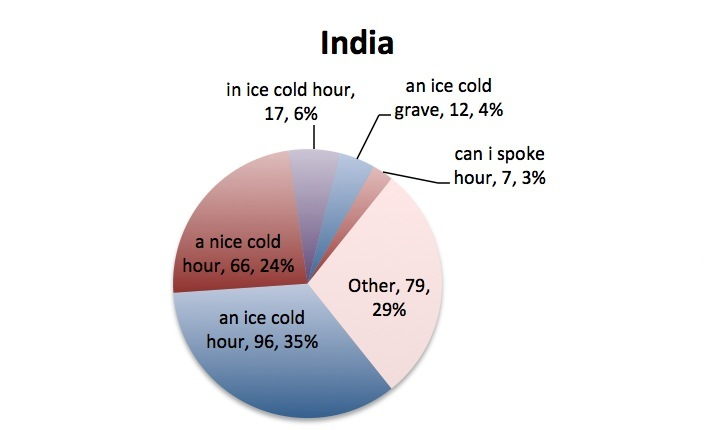 India
in ice cold hour,
17, 6%
an ice cold
grave, 12, 4%
can i spoke
hour, 7, 3%
a nice cold
hour, 66, 24%
Other, 79,
29%
an ice cold
hour, 96, 35%